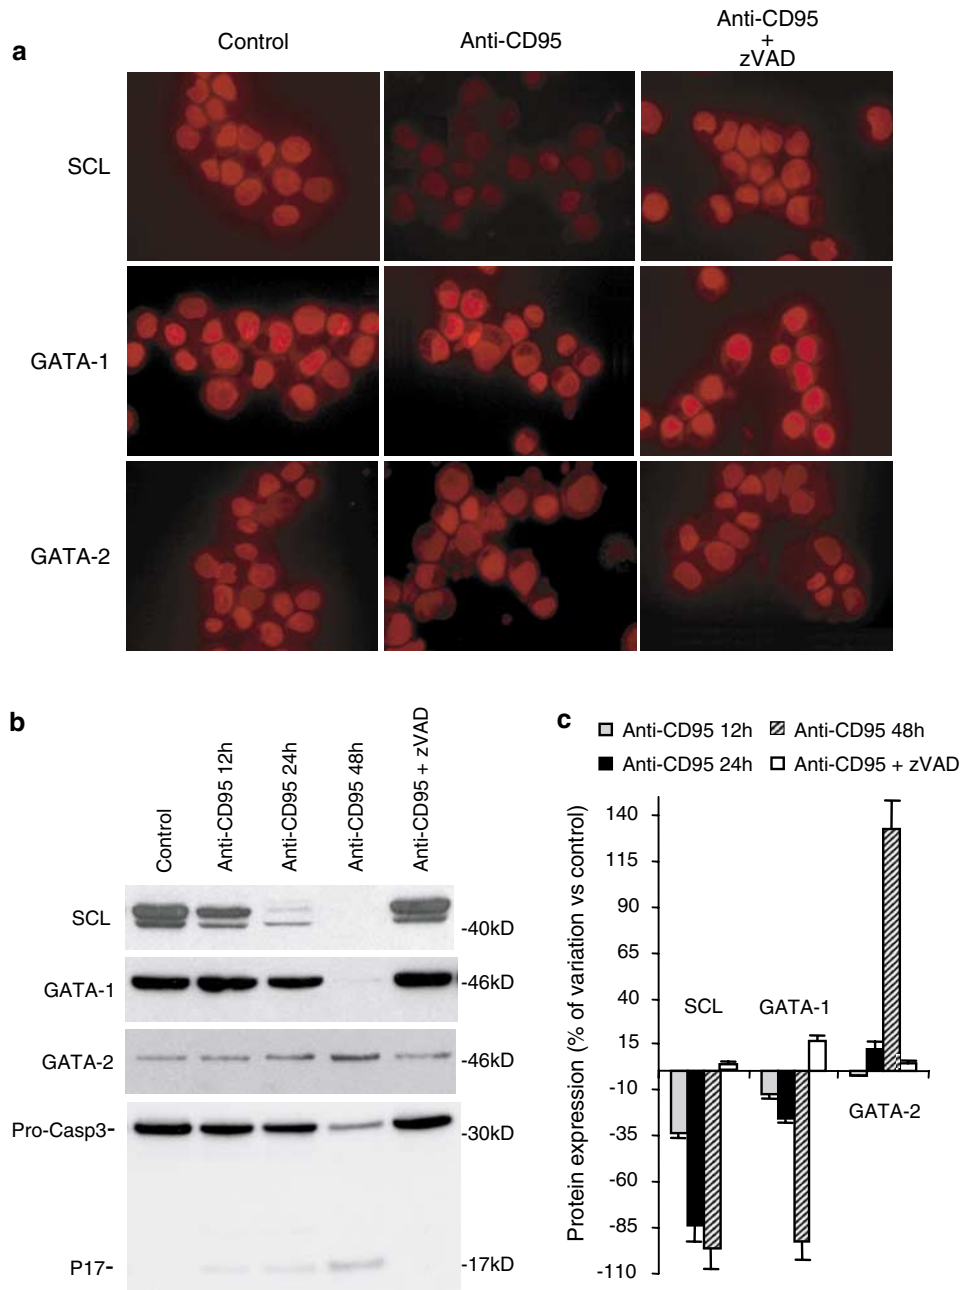 a
Control
Anti-CD95
Anti-CD95
+
zVAD
SCL
GATA-1
GATA-2
b
Control
Anti-CD95 12h
Anti-CD95 24h
Anti-CD95 48h
Anti-CD95 + zVAD
SCL
-40kD
GATA-1
-46kD
GATA-2
-46kD
Pro-Casp3-
-30kD
P17-
-17kD
c
Anti-CD95 12h
Anti-CD95 48h
Anti-CD95 24h
Anti-CD95 + zVAD
Protein expression (% of variation vs control)
140
115
90
65
40
15
-10
-35
-60
-85
-110
SCL
GATA-1
GATA-2